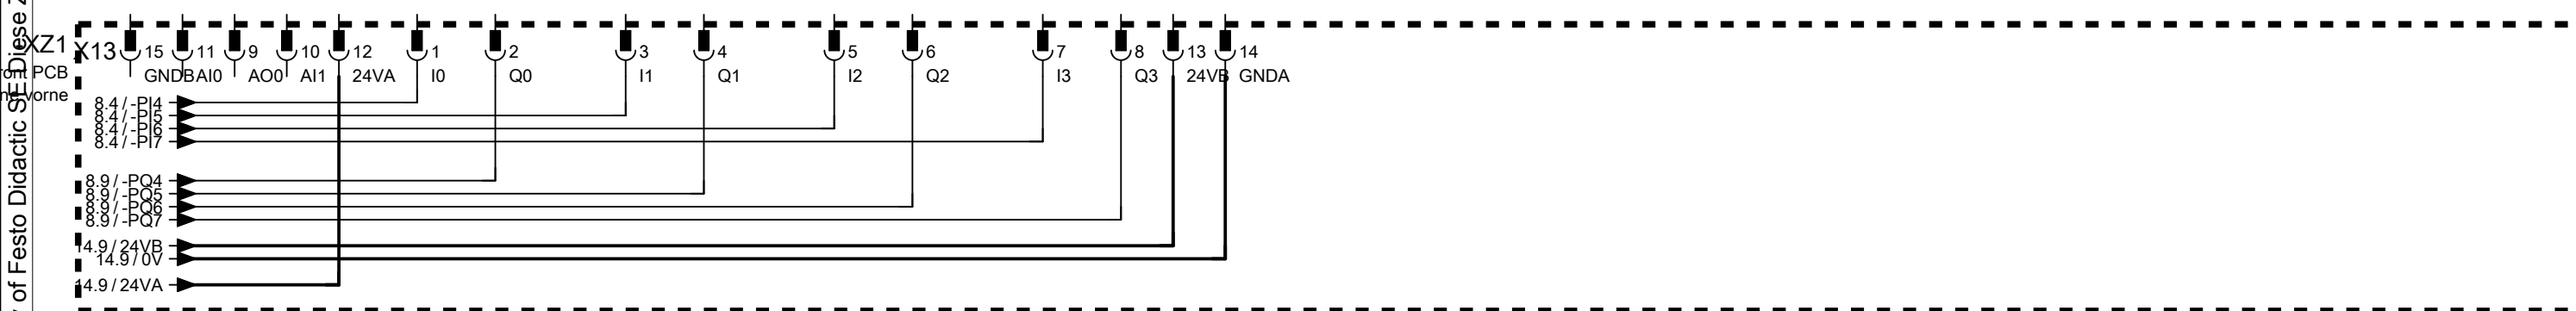 XZ1
X13
15 11 9 10 12 1 2 3 4 5 6 7 8 13 14
GNDB AI0 AO0 AI1 24VA I0 Q0 I1 Q1 I2 Q2 I3 Q3 24VB GNDA
PCB
vorne
8.4 / -PI4
8.4 / -PI5
8.4 / -PI6
8.4 / -PI7
8.9 / -PQ4
8.9 / -PQ5
8.9 / -PQ6
8.9 / -PQ7
14.9 / 24VB
14.9 / 0V
14.9 / 24VA
of Festo Didactic SE Diese